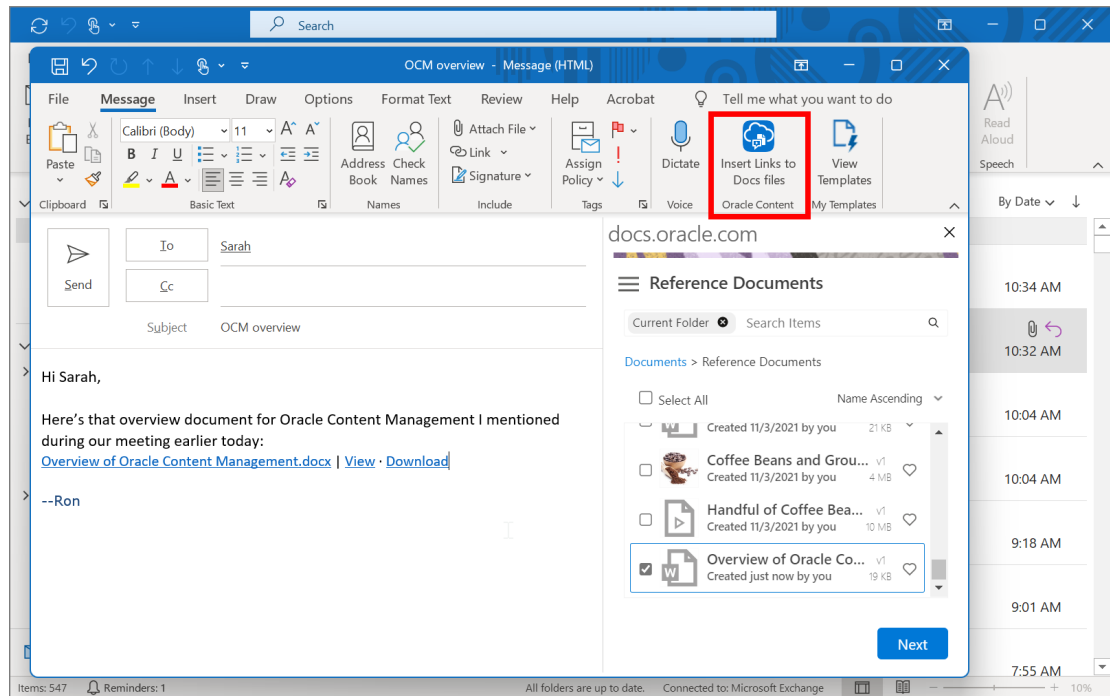 Search
OCM overview - Message (HTML)
File Message Insert Draw Options Format Text Review Help Acrobat Tell me what you want to do
Paste
Calibri (Body) 11
B I U
Address Book
Check Names
Attach File
Link
Signature
Assign Policy
Dictate
Insert Links to Docs files
View Templates
Read Aloud
Clipboard Basic Text Names Include Tags Voice Oracle Content My Templates
Speech
By Date
Send
To Sarah
Cc
Subject OCM overview
Hi Sarah,
Here's that overview document for Oracle Content Management I mentioned
during our meeting earlier today:
Overview of Oracle Content Management.docx | View · Download
--Ron
docs.oracle.com
Reference Documents
Current Folder Search Items
Documents > Reference Documents
Select All Name Ascending
Created 11/3/2021 by you 21 KB
Coffee Beans and Grou... v1
Created 11/3/2021 by you 4 MB
Handful of Coffee Bea... v1
Created 11/3/2021 by you 10 MB
Overview of Oracle Co... v1
Created just now by you 19 KB
Next
10:34 AM
10:32 AM
10:04 AM
10:04 AM
9:18 AM
9:01 AM
7:55 AM
Items: 547 Reminders: 1 All folders are up to date. Connected to: Microsoft Exchange 10%